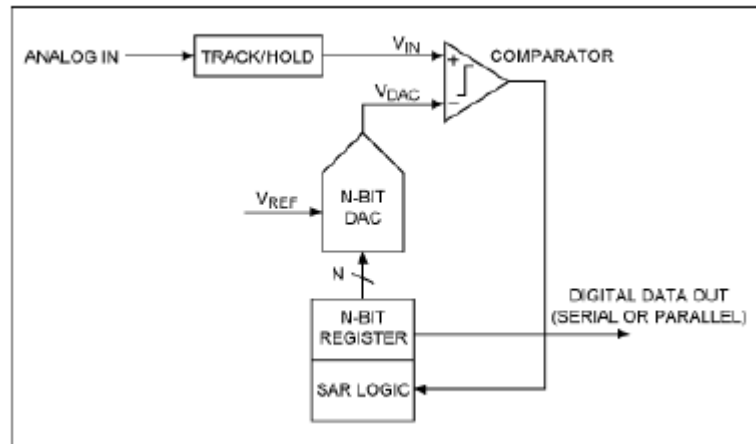 ANALOG IN
TRACK/HOLD
VIN
COMPARATOR
+
−
VDAC
VREF
N-BIT
DAC
N
N-BIT
REGISTER
SAR LOGIC
DIGITAL DATA OUT
(SERIAL OR PARALLEL)